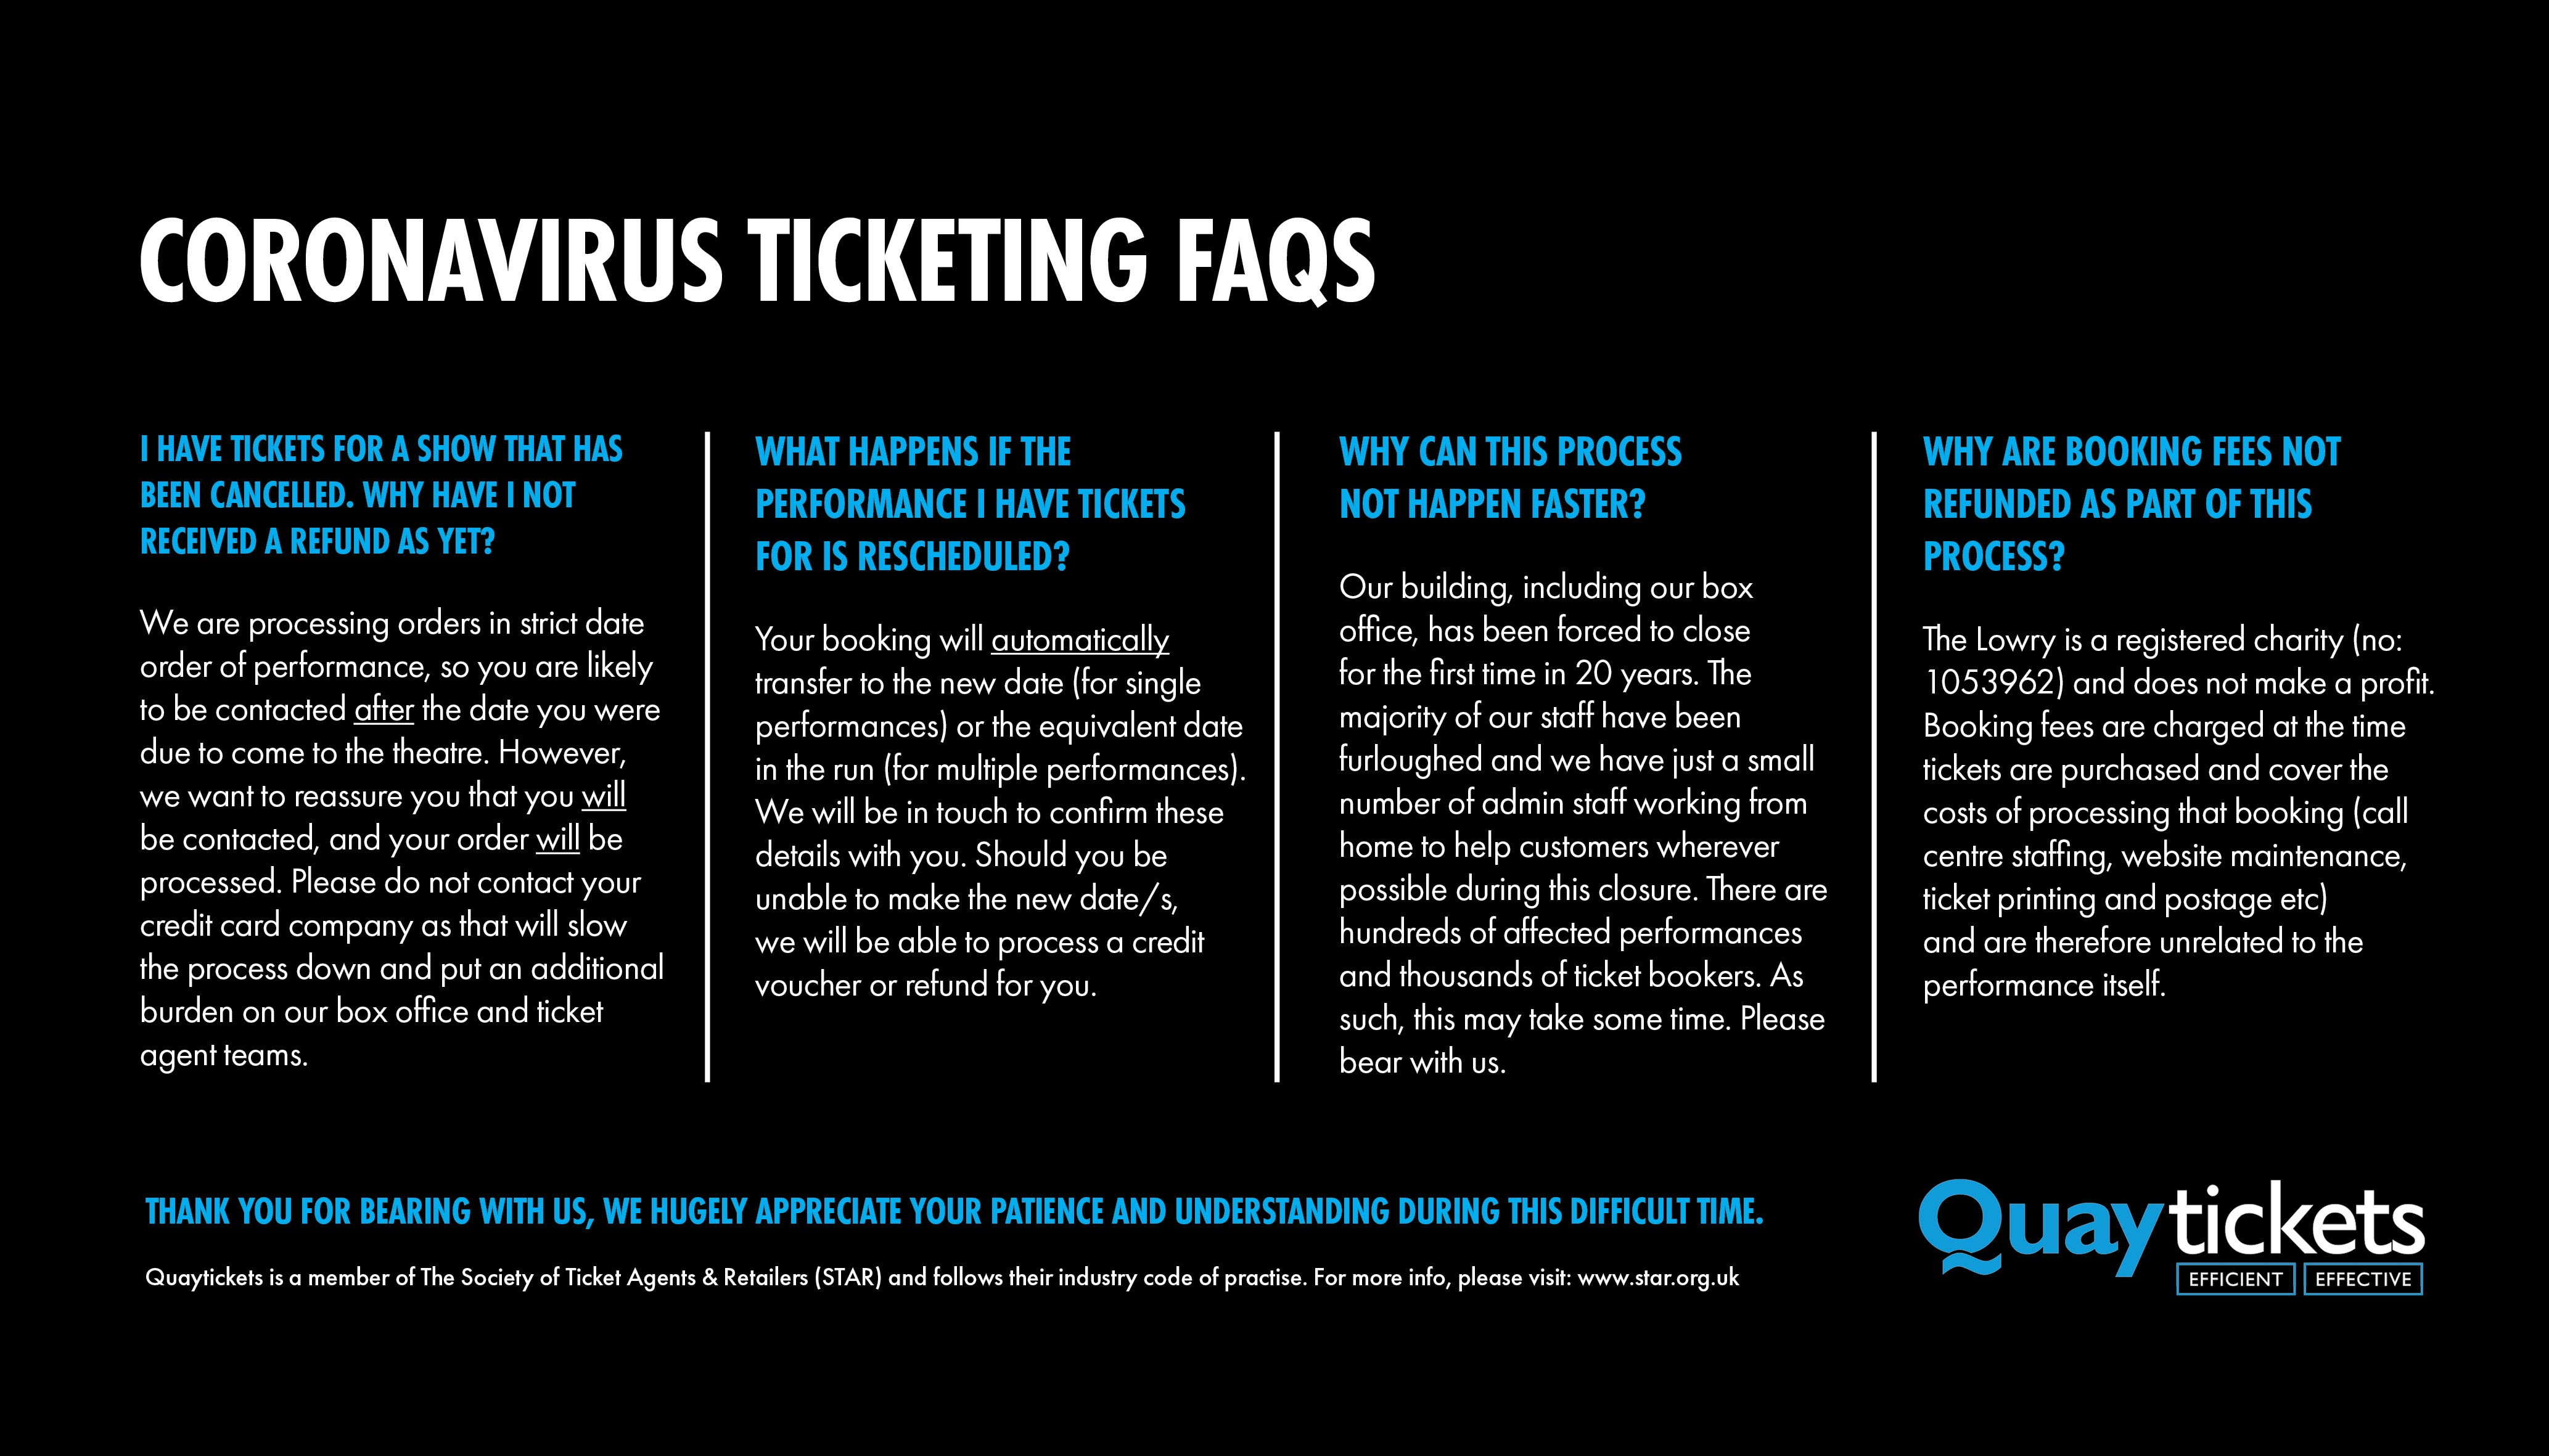 CORONAVIRUS TICKETING FAQS
I HAVE TICKETS FOR A SHOW THAT HAS
BEEN CANCELLED. WHY HAVE I NOT
RECEIVED A REFUND AS YET?
We are processing orders in strict date
order of performance, so you are likely
to be contacted after the date you were
due to come to the theatre. However,
we want to reassure you that you will
be contacted, and your order will be
processed. Please do not contact your
credit card company as that will slow
the process down and put an additional
burden on our box office and ticket
agent teams.
WHAT HAPPENS IF THE
PERFORMANCE I HAVE TICKETS
FOR IS RESCHEDULED?
Your booking will automatically
transfer to the new date (for single
performances) or the equivalent date
in the run (for multiple performances).
We will be in touch to confirm these
details with you. Should you be
unable to make the new date/s,
we will be able to process a credit
voucher or refund for you.
WHY CAN THIS PROCESS
NOT HAPPEN FASTER?
Our building, including our box
office, has been forced to close
for the first time in 20 years. The
majority of our staff have been
furloughed and we have just a small
number of admin staff working from
home to help customers wherever
possible during this closure. There are
hundreds of affected performances
and thousands of ticket bookers. As
such, this may take some time. Please
bear with us.
WHY ARE BOOKING FEES NOT
REFUNDED AS PART OF THIS
PROCESS?
The Lowry is a registered charity (no:
1053962) and does not make a profit.
Booking fees are charged at the time
tickets are purchased and cover the
costs of processing that booking (call
centre staffing, website maintenance,
ticket printing and postage etc)
and are therefore unrelated to the
performance itself.
THANK YOU FOR BEARING WITH US, WE HUGELY APPRECIATE YOUR PATIENCE AND UNDERSTANDING DURING THIS DIFFICULT TIME.
Quaytickets is a member of The Society of Ticket Agents & Retailers (STAR) and follows their industry code of practise. For more info, please visit: www.star.org.uk
Quaytickets
EFFICIENT EFFECTIVE